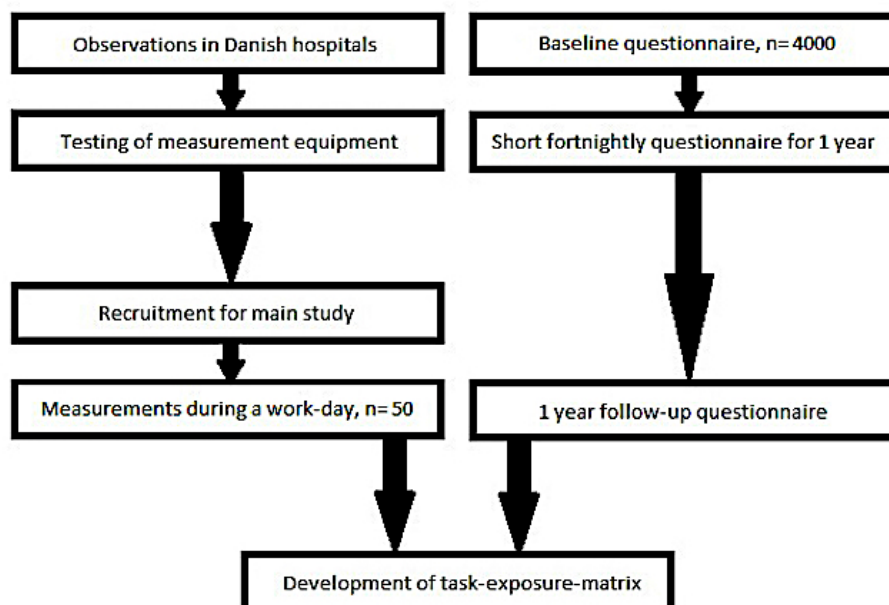 Observations in Danish hospitals
Testing of measurement equipment
Recruitment for main study
Measurements during a work-day, n= 50
Baseline questionnaire, n= 4000
Short fortnightly questionnaire for 1 year
1 year follow-up questionnaire
Development of task-exposure-matrix